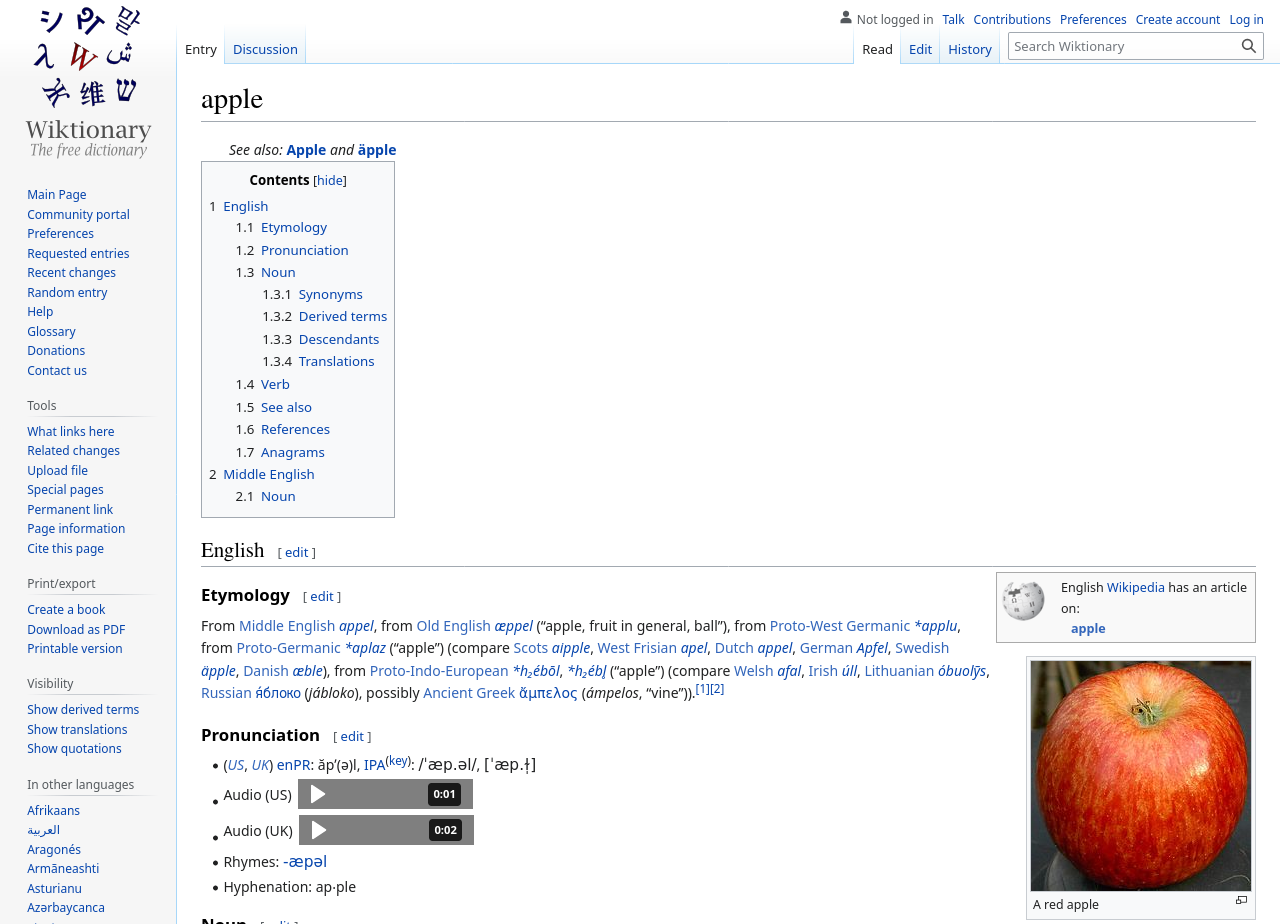 Not logged in Talk Contributions Preferences Create account Log in
Entry Discussion Read Edit History Search Wiktionary
Wiktionary
The free dictionary
Main Page
Community portal
Preferences
Requested entries
Recent changes
Random entry
Help
Glossary
Donations
Contact us
Tools
What links here
Related changes
Upload file
Special pages
Permanent link
Page information
Cite this page
Print/export
Create a book
Download as PDF
Printable version
Visibility
Show derived terms
Show translations
Show quotations
In other languages
Afrikaans
العربية
Aragonés
Armãneashti
Asturianu
Azərbaycanca
apple
See also: Apple and äpple
Contents [hide]
1 English
1.1 Etymology
1.2 Pronunciation
1.3 Noun
1.3.1 Synonyms
1.3.2 Derived terms
1.3.3 Descendants
1.3.4 Translations
1.4 Verb
1.5 See also
1.6 References
1.7 Anagrams
2 Middle English
2.1 Noun
English [ edit ]
English Wikipedia has an article
on:
apple
A red apple
Etymology [ edit ]
From Middle English appel, from Old English æppel (“apple, fruit in general, ball”), from Proto-West Germanic *applu,
from Proto-Germanic *aplaz (“apple”) (compare Scots aipple, West Frisian apel, Dutch appel, German Apfel, Swedish
äpple, Danish æble), from Proto-Indo-European *h₂ébōl, *h₂ébl̥ (“apple”) (compare Welsh afal, Irish úll, Lithuanian óbuolỹs,
Russian я́блоко (jábloko), possibly Ancient Greek ἄμπελος (ámpelos, “vine”)).[1][2]
Pronunciation [ edit ]
• (US, UK) enPR: ăp′(ə)l, IPA(key): /ˈæp.əl/, [ˈæp.ɫ̩]
• Audio (US) 0:01
• Audio (UK) 0:02
• Rhymes: -æpəl
• Hyphenation: ap·ple
Noun [ edit ]